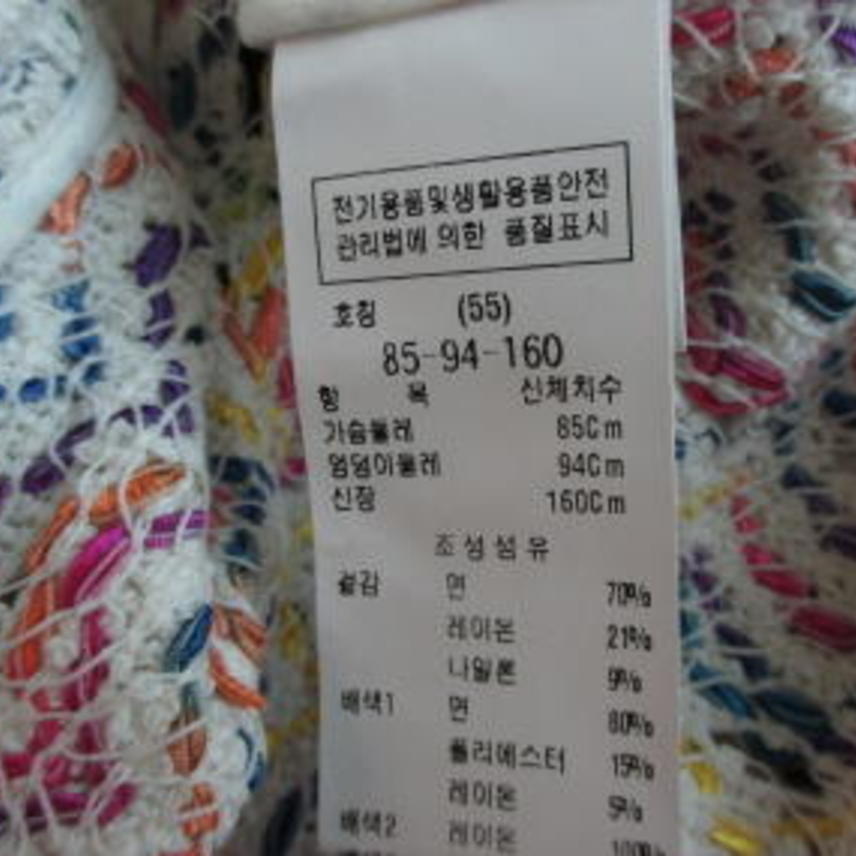 전기용품및생활용품안전
관리법에 의한 품질표시
호칭 (55)
85-94-160
항 목 신체치수
가슴둘레 85Cm
엉덩이둘레 94Cm
신장 160Cm
조성섬유
겉감 면 70%
레이온 21%
나일론 9%
배색1 면 80%
폴리에스터 15%
레이온 5%
배색2 레이온 100%